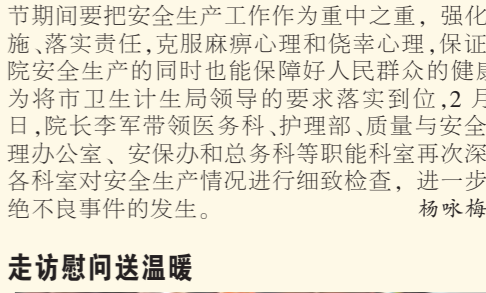 节期间要把安全生产工作作为重中之重，强化
施、落实责任,克服麻痹心理和侥幸心理,保证
院安全生产的同时也能保障好人民群众的健康
为将市卫生计生局领导的要求落实到位,2 月
日,院长李军带领医务科、护理部、质量与安全
理办公室、安保办和总务科等职能科室再次深
各科室对安全生产情况进行细致检查，进一步
绝不良事件的发生。 杨咏梅
走访慰问送温暖